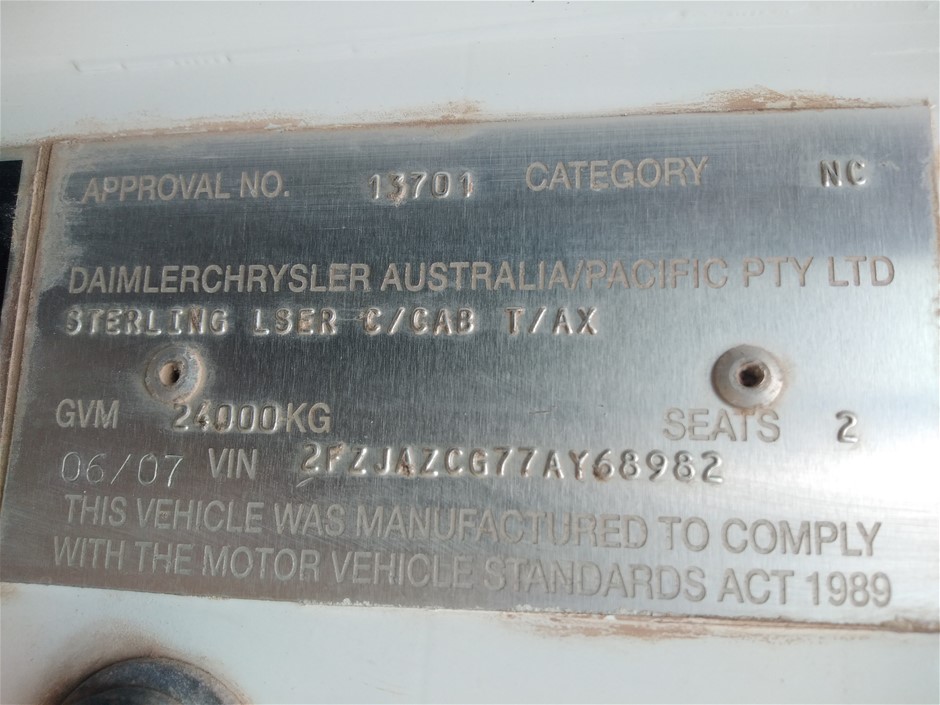 APPROVAL NO. 13701 CATEGORY NC
DAIMLERCHRYSLER AUSTRALIA/PACIFIC PTY LTD
STERLING LSER C/CAB T/AX
GVM 24000KG SEATS 2
06/07 VIN 2FZJAZCG77AY68982
THIS VEHICLE WAS MANUFACTURED TO COMPLY
WITH THE MOTOR VEHICLE STANDARDS ACT 1989